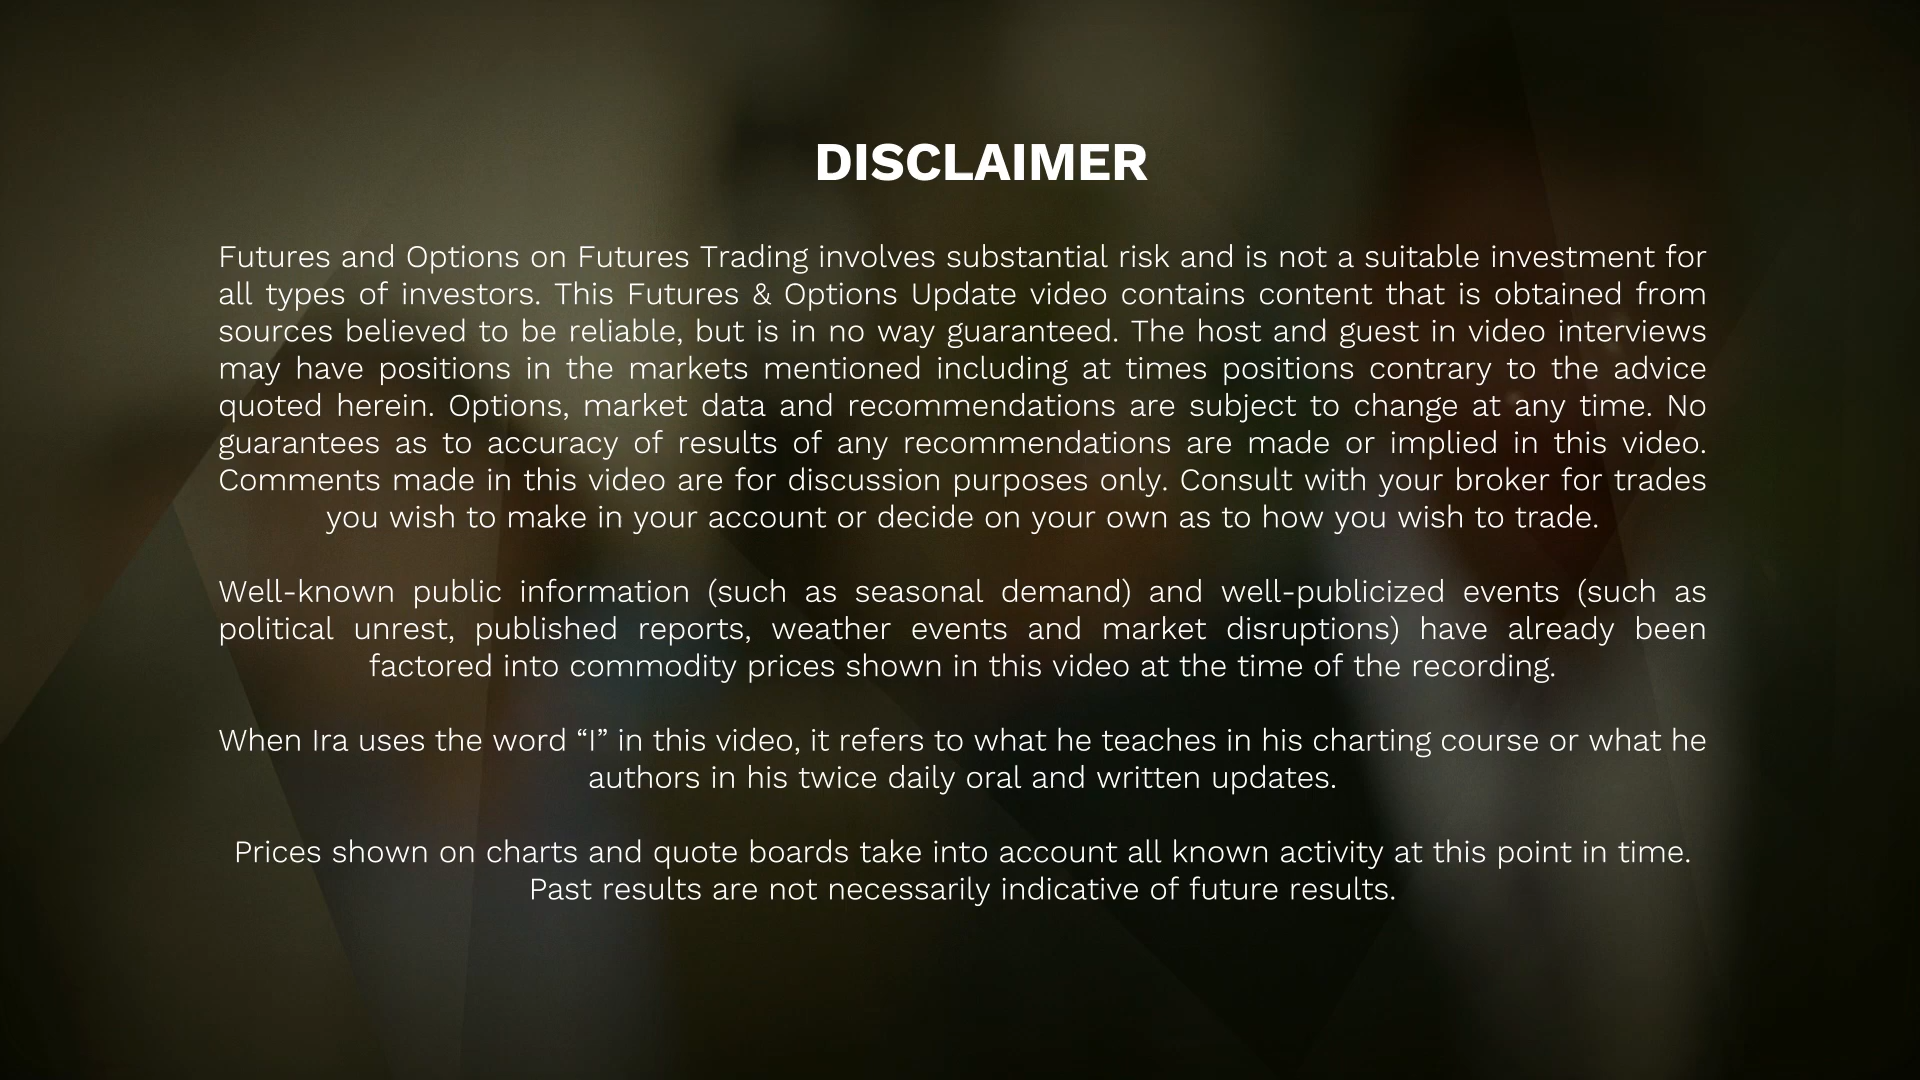 DISCLAIMER
Futures and Options on Futures Trading involves substantial risk and is not a suitable investment for
all types of investors. This Futures & Options Update video contains content that is obtained from
sources believed to be reliable, but is in no way guaranteed. The host and guest in video interviews
may have positions in the markets mentioned including at times positions contrary to the advice
quoted herein. Options, market data and recommendations are subject to change at any time. No
guarantees as to accuracy of results of any recommendations are made or implied in this video.
Comments made in this video are for discussion purposes only. Consult with your broker for trades
you wish to make in your account or decide on your own as to how you wish to trade.
Well-known public information (such as seasonal demand) and well-publicized events (such as
political unrest, published reports, weather events and market disruptions) have already been
factored into commodity prices shown in this video at the time of the recording.
When Ira uses the word “I” in this video, it refers to what he teaches in his charting course or what he
authors in his twice daily oral and written updates.
Prices shown on charts and quote boards take into account all known activity at this point in time.
Past results are not necessarily indicative of future results.